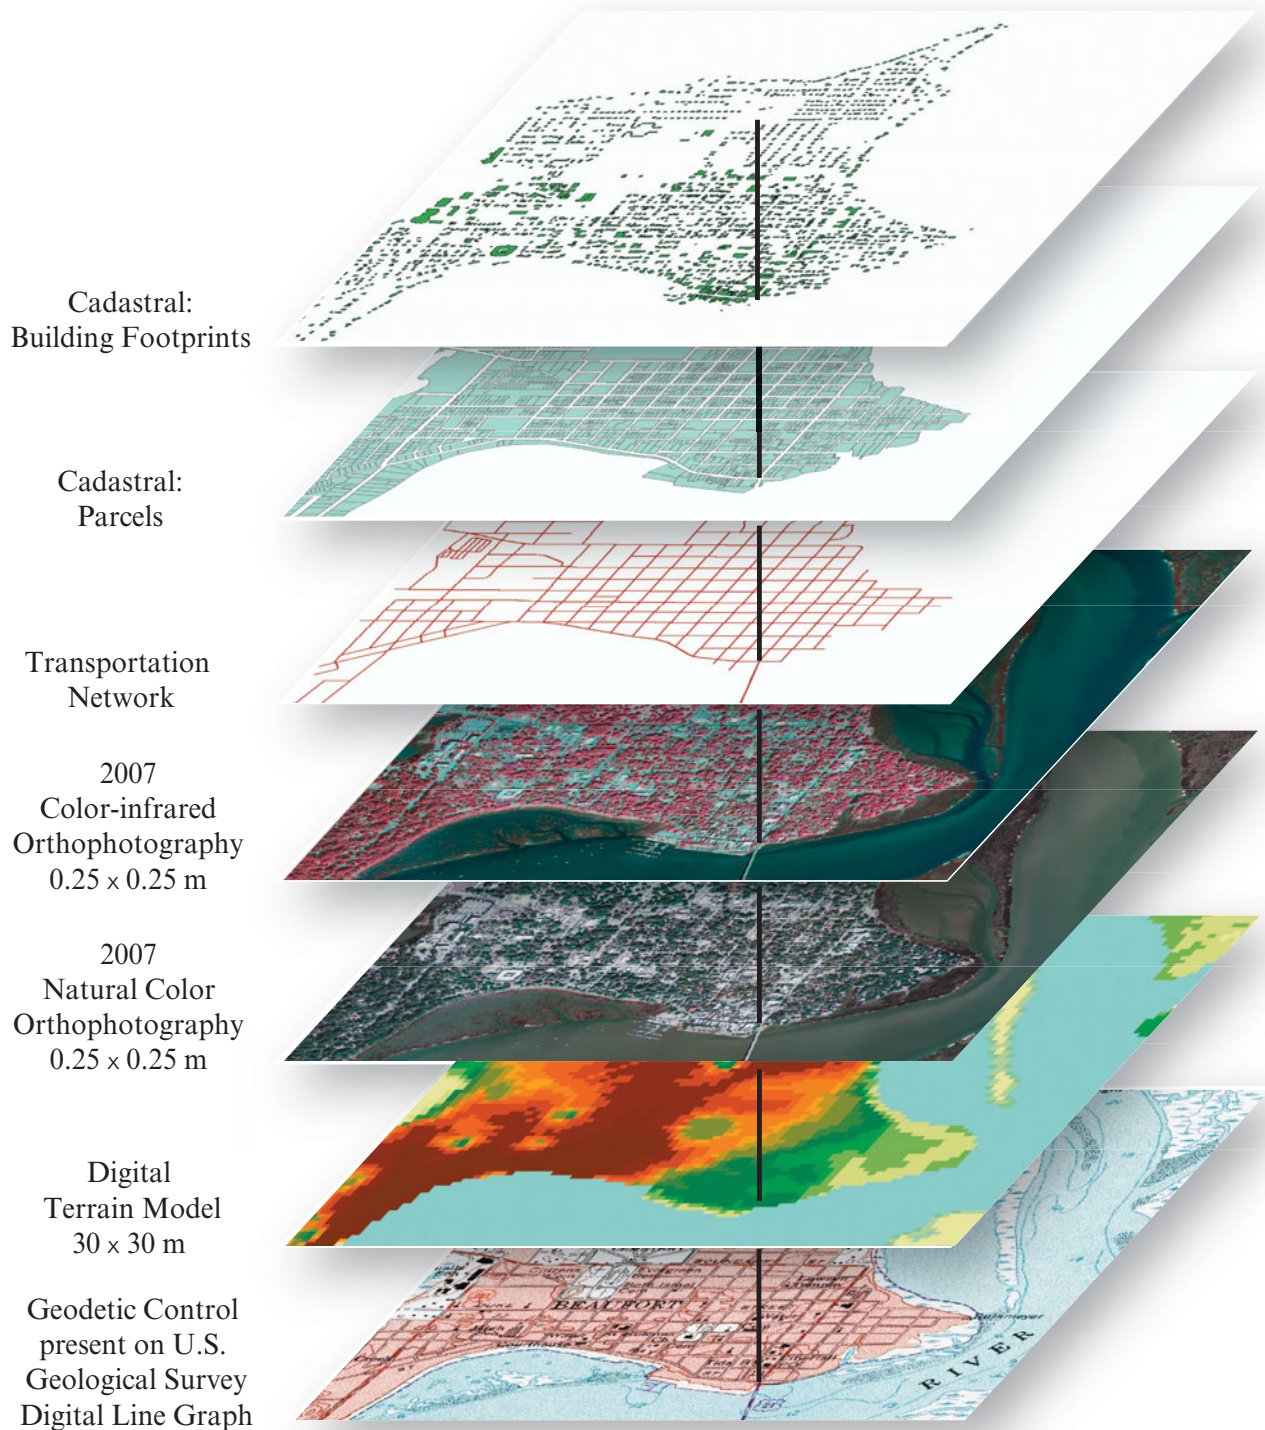 Cadastral:
Building Footprints
Cadastral:
Parcels
Transportation
Network
2007
Color-infrared
Orthophotography
0.25 x 0.25 m
2007
Natural Color
Orthophotography
0.25 x 0.25 m
Digital
Terrain Model
30 x 30 m
Geodetic Control
present on U.S.
Geological Survey
Digital Line Graph
BEAUFORT
RIVER